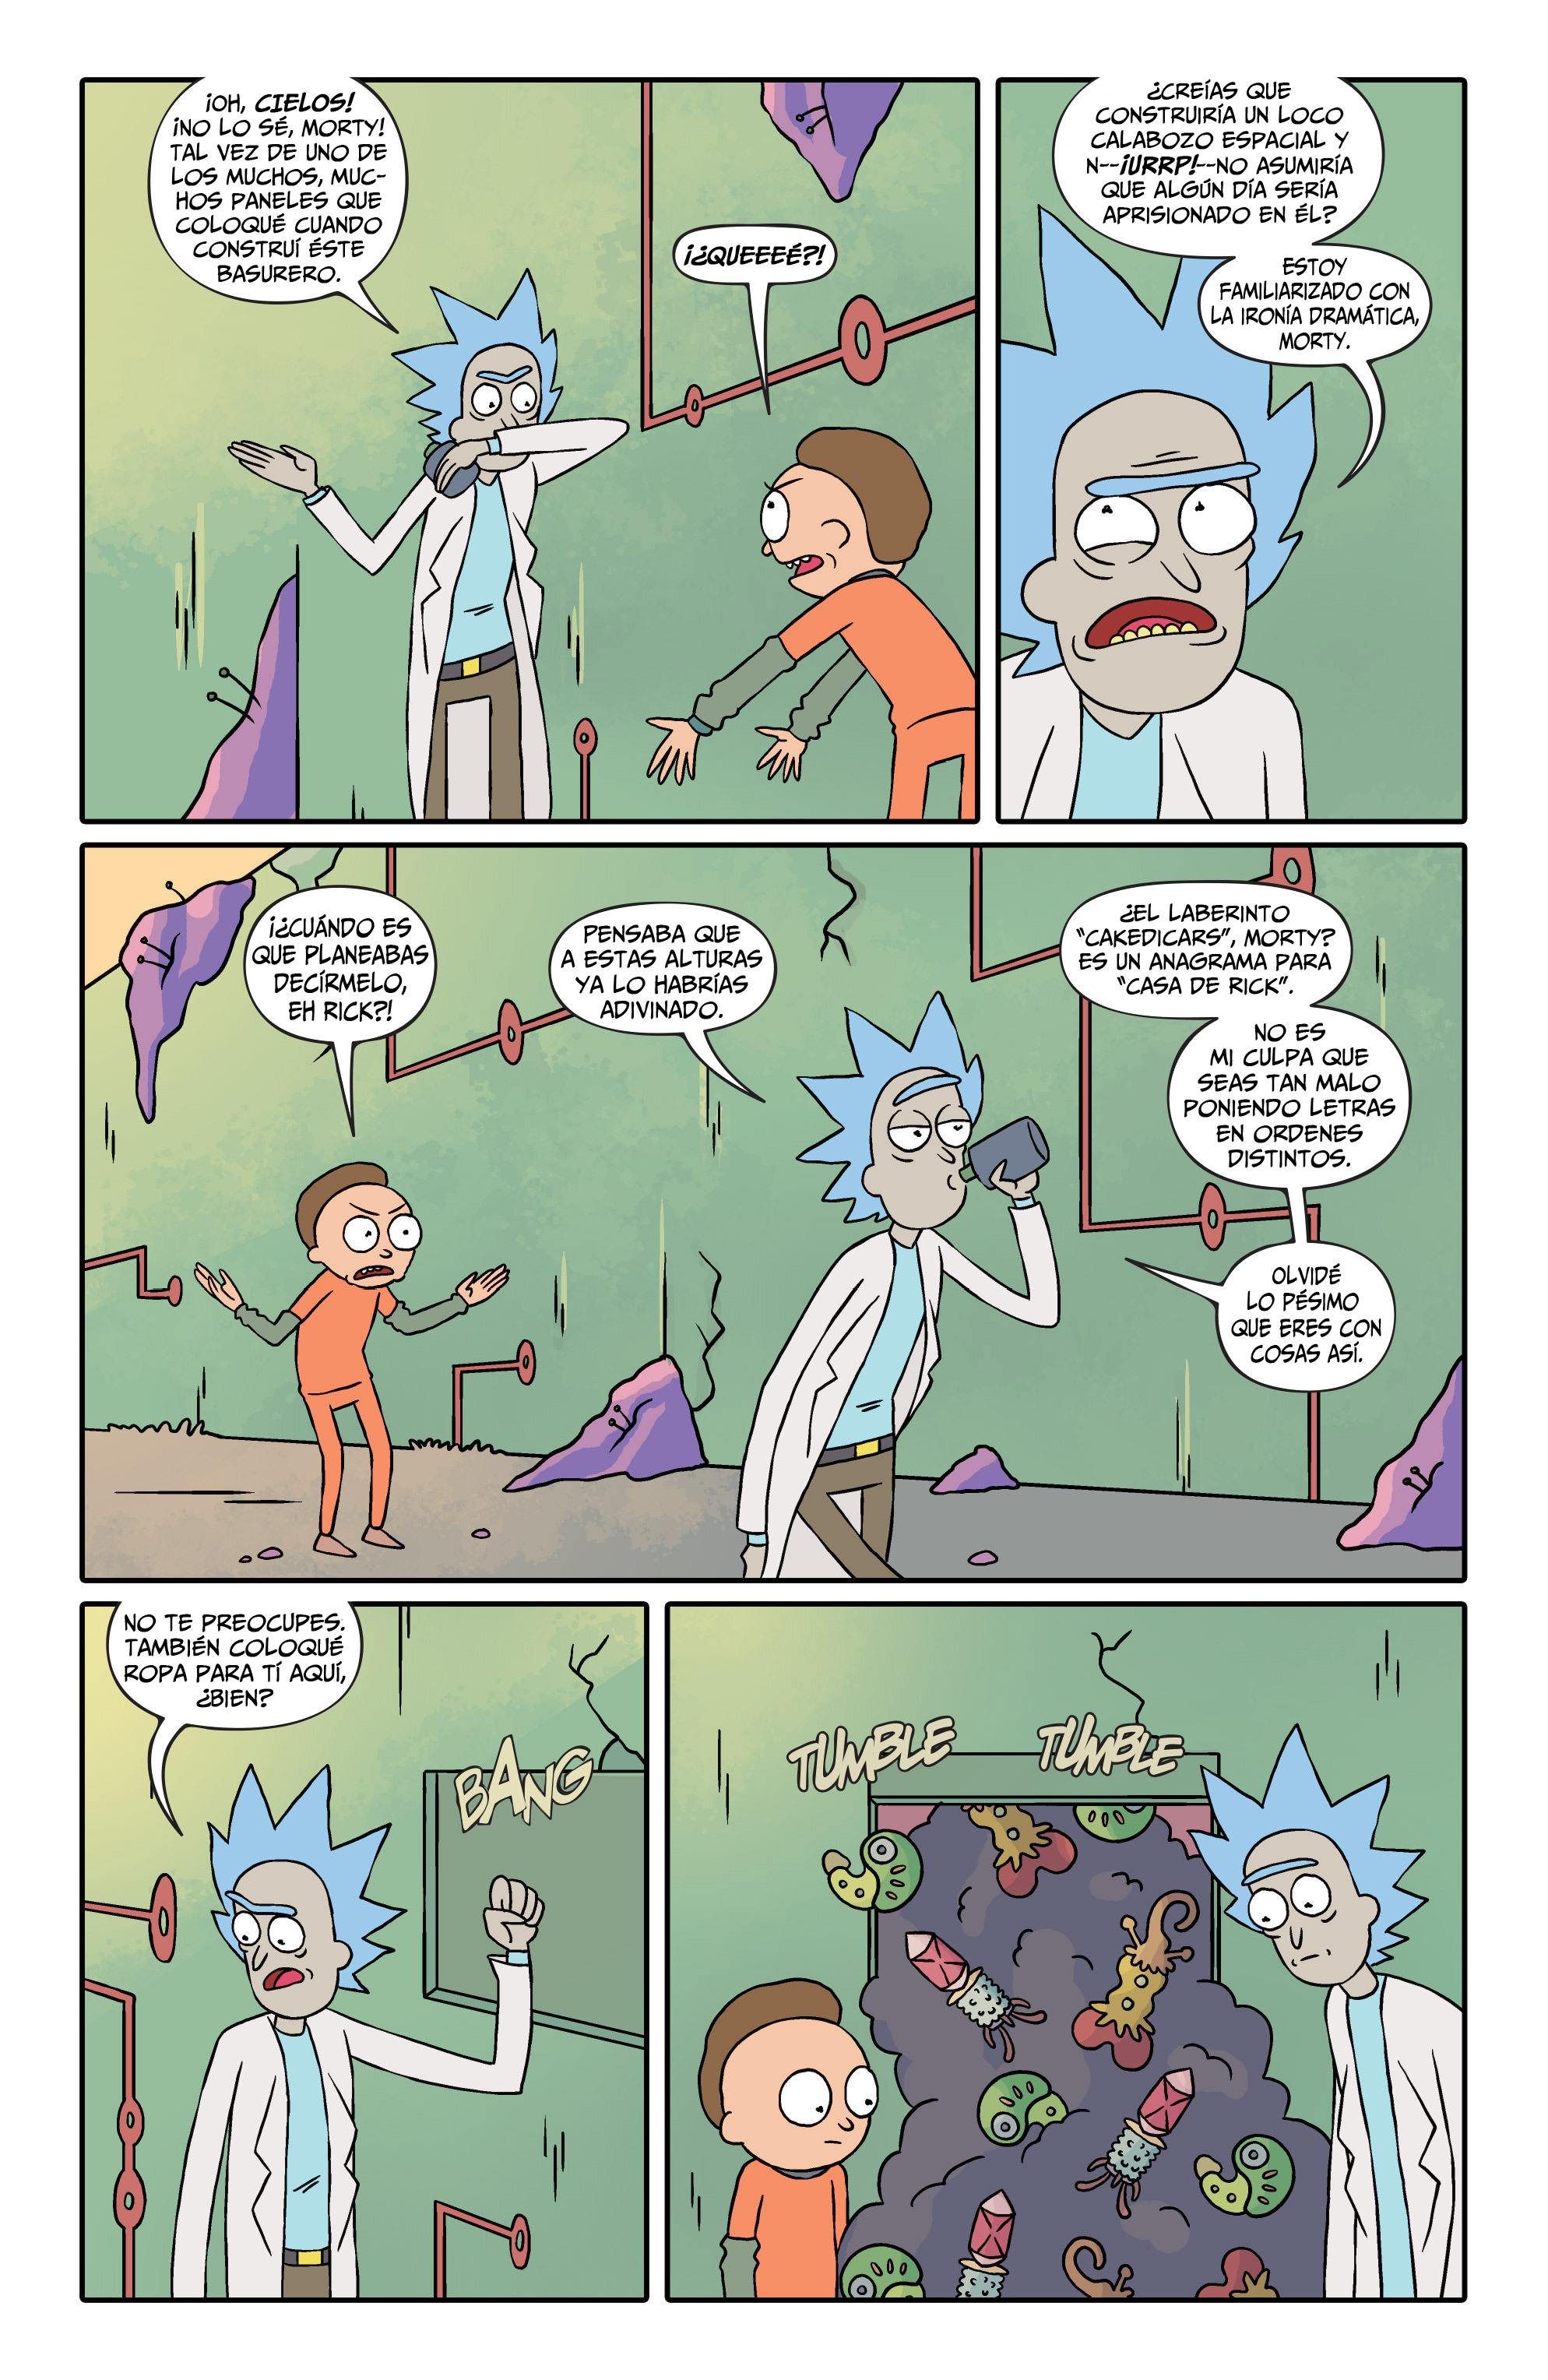 ¡OH, CIELOS!
¡NO LO SÉ, MORTY!
TAL VEZ DE UNO DE
LOS MUCHOS, MUC-
HOS PANELES QUE
COLOQUÉ CUANDO
CONSTRUÍ ÉSTE
BASURERO.
¡¿QUEEEÉ?!
¿CREÍAS QUE
CONSTRUIRÍA UN LOCO
CALABOZO ESPACIAL Y
N--¡URRP!--NO ASUMIRÍA
QUE ALGÚN DÍA SERÍA
APRISIONADO EN ÉL?
ESTOY
FAMILIARIZADO CON
LA IRONÍA DRAMÁTICA,
MORTY.
¡¿CUÁNDO ES
QUE PLANEABAS
DECÍRMELO,
EH RICK?!
PENSABA QUE
A ESTAS ALTURAS
YA LO HABRÍAS
ADIVINADO.
¿EL LABERINTO
"CAKEDICARS", MORTY?
ES UN ANAGRAMA PARA
"CASA DE RICK".
NO ES
MI CULPA QUE
SEAS TAN MALO
PONIENDO LETRAS
EN ORDENES
DISTINTOS.
OLVIDÉ
LO PÉSIMO
QUE ERES CON
COSAS ASÍ.
NO TE PREOCUPES.
TAMBIÉN COLOQUÉ
ROPA PARA TÍ AQUÍ,
¿BIEN?
BANG
TUMBLE TUMBLE